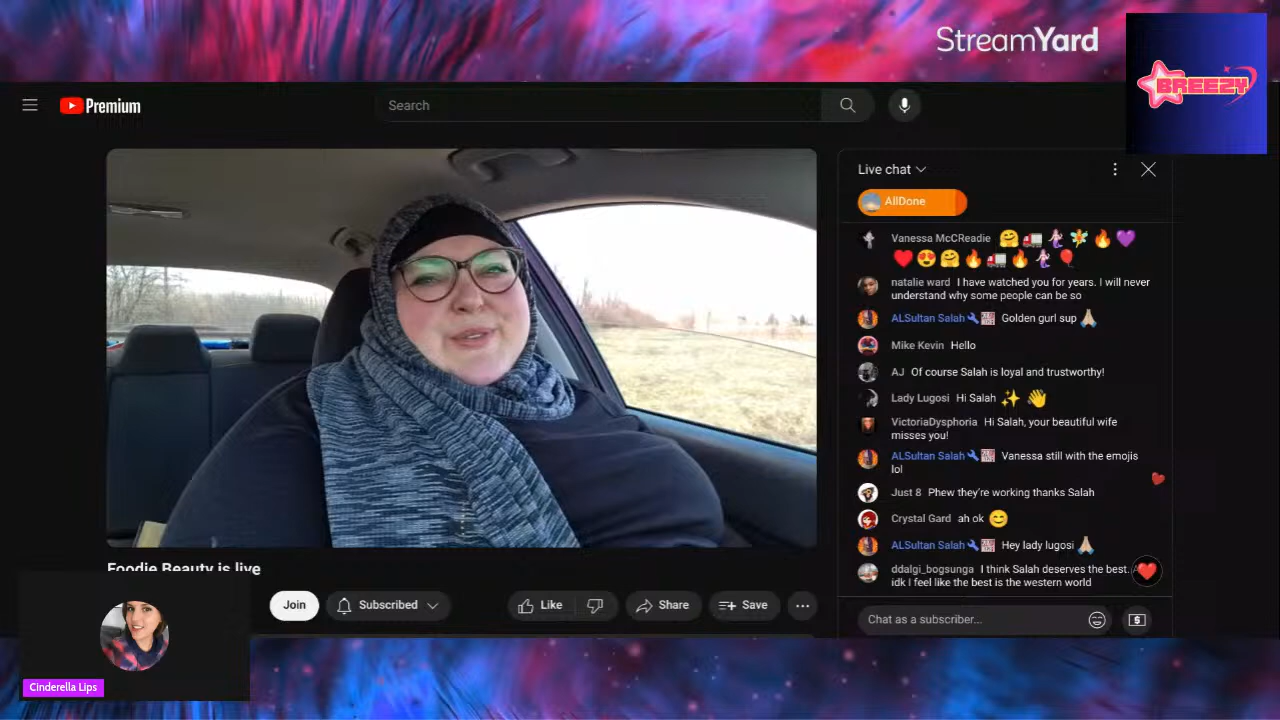 StreamYard
BREEZY
Premium
Search
Live chat
AllDone
Vanessa McCReadie
natalie ward I have watched you for years. I will never
understand why some people can be so
ALSultan Salah Golden gurl sup
Mike Kevin Hello
AJ Of course Salah is loyal and trustworthy!
Lady Lugosi Hi Salah
VictoriaDysphoria Hi Salah, your beautiful wife
misses you!
ALSultan Salah Vanessa still with the emojis
lol
Just 8 Phew they're working thanks Salah
Crystal Gard ah ok
ALSultan Salah Hey lady lugosi
ddalgi_bogsunga I think Salah deserves the best.
idk I feel like the best is the western world
Chat as a subscriber...
Foodie Beauty is live
Join
Subscribed
Like
Share
Save
Cinderella Lips